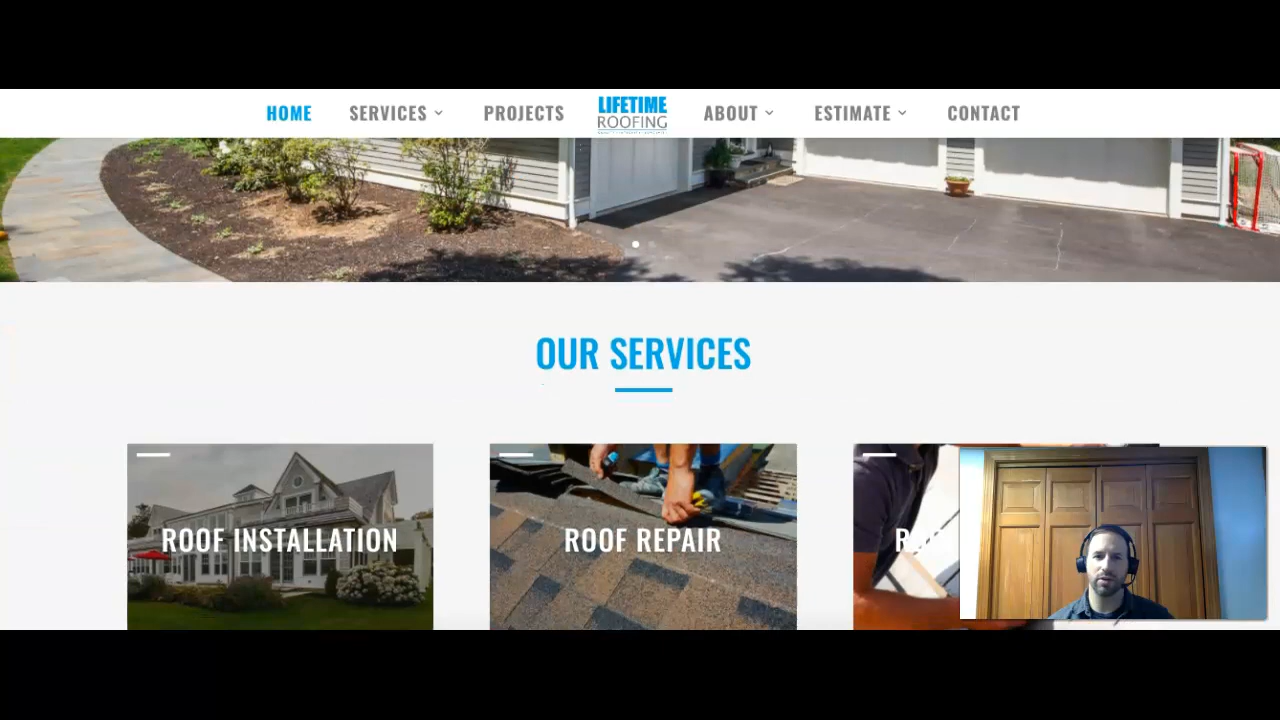 HOME SERVICES PROJECTS LIFETIME ROOFING ABOUT ESTIMATE CONTACT
OUR SERVICES
ROOF INSTALLATION
ROOF REPAIR